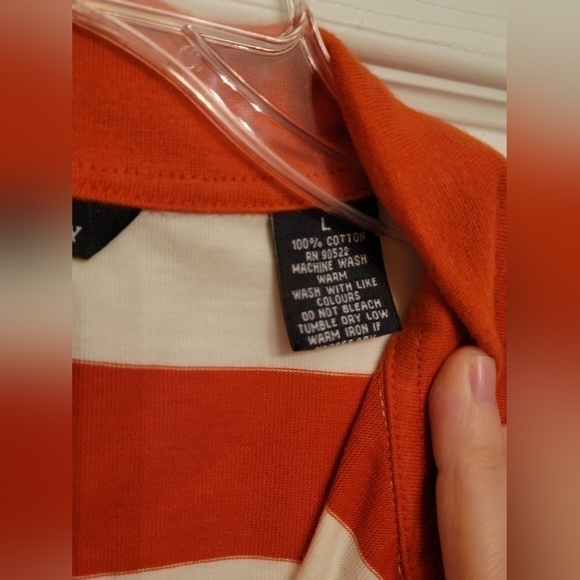 L
100% COTTON
RN 90522
MACHINE WASH
WARM
WASH WITH LIKE
COLOURS
DO NOT BLEACH
TUMBLE DRY LOW
WARM IRON IF